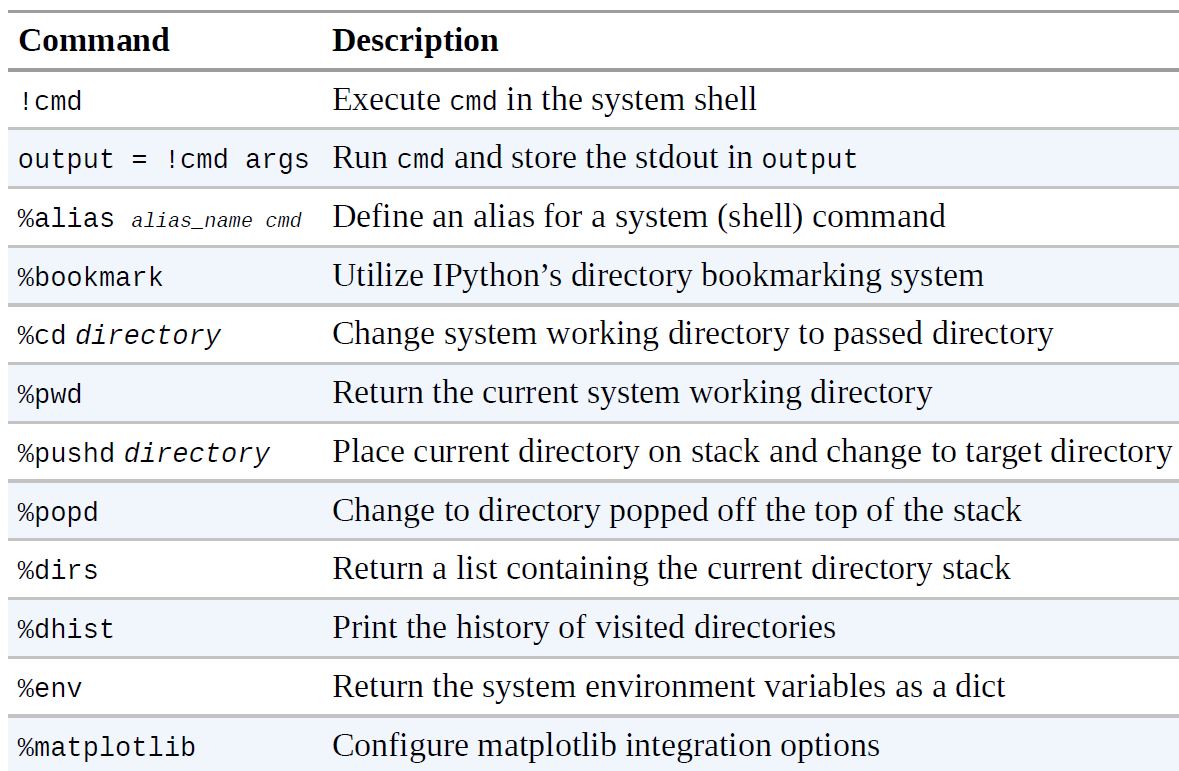 Command Description
!cmd Execute cmd in the system shell
output = !cmd args Run cmd and store the stdout in output
%alias alias_name cmd Define an alias for a system (shell) command
%bookmark Utilize IPython’s directory bookmarking system
%cd directory Change system working directory to passed directory
%pwd Return the current system working directory
%pushd directory Place current directory on stack and change to target directory
%popd Change to directory popped off the top of the stack
%dirs Return a list containing the current directory stack
%dhist Print the history of visited directories
%env Return the system environment variables as a dict
%matplotlib Configure matplotlib integration options